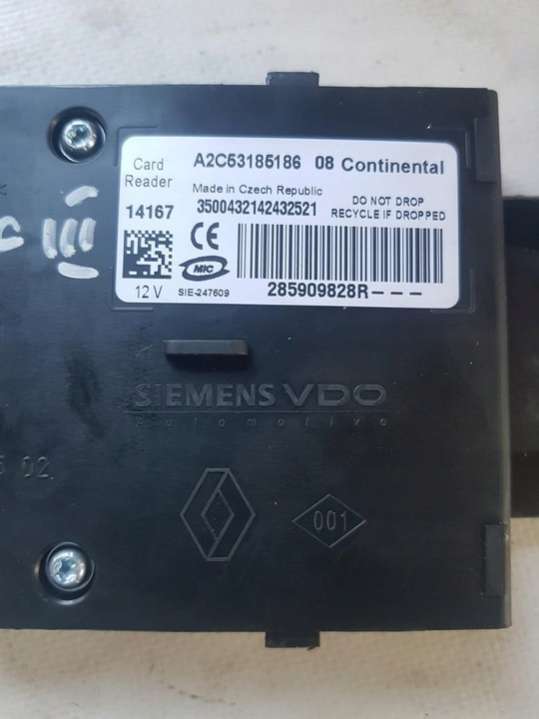 Card Reader
A2C53185186 08 Continental
Made in Czech Republic
14167
3500432142432521
DO NOT DROP
RECYCLE IF DROPPED
CE
MIC
12 V
SIE-247609
285909828R---
SIEMENS VDO
automotive
02
001